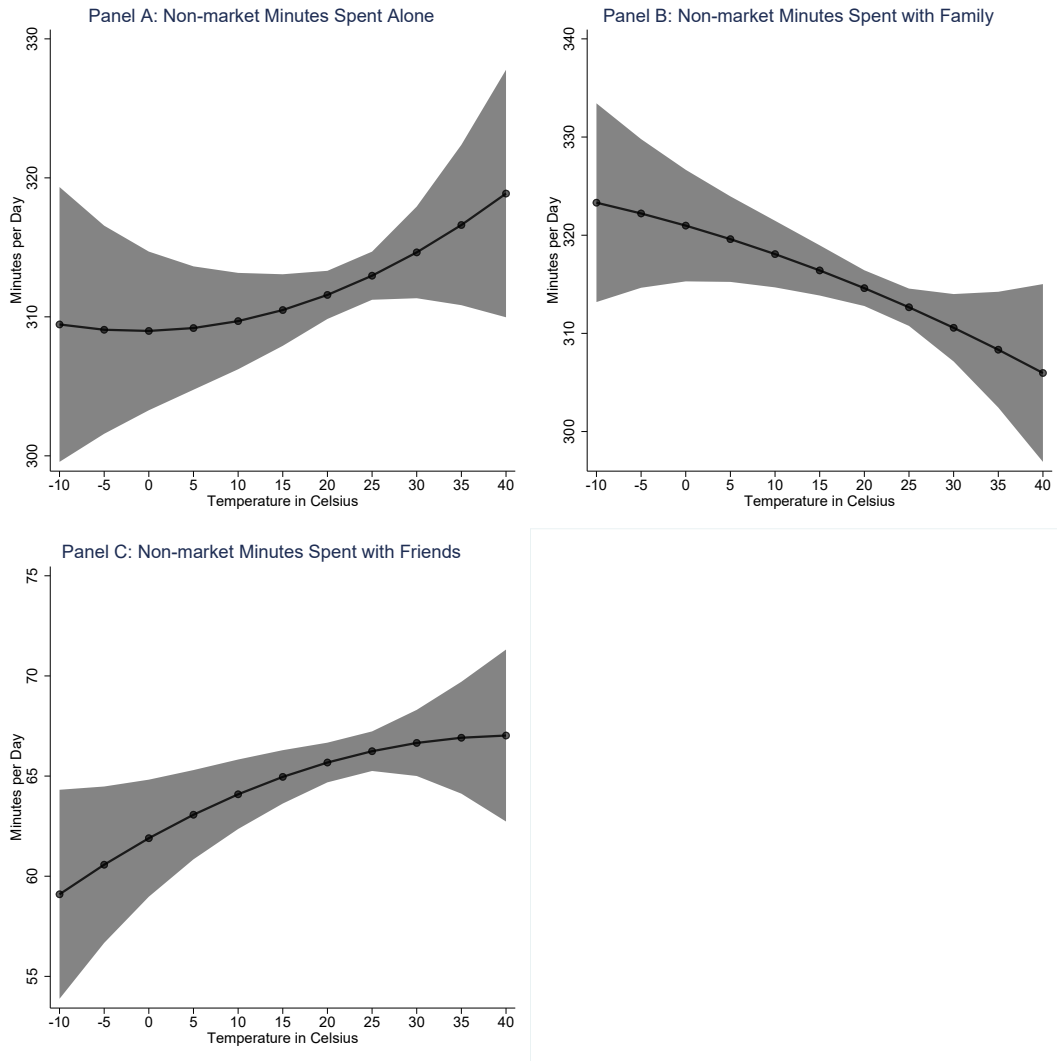 Panel A: Non-market Minutes Spent Alone
330
320
310
300
Minutes per Day
-10 -5 0 5 10 15 20 25 30 35 40
Temperature in Celsius
Panel B: Non-market Minutes Spent with Family
340
330
320
310
300
Minutes per Day
-10 -5 0 5 10 15 20 25 30 35 40
Temperature in Celsius
Panel C: Non-market Minutes Spent with Friends
75
70
65
60
55
Minutes per Day
-10 -5 0 5 10 15 20 25 30 35 40
Temperature in Celsius